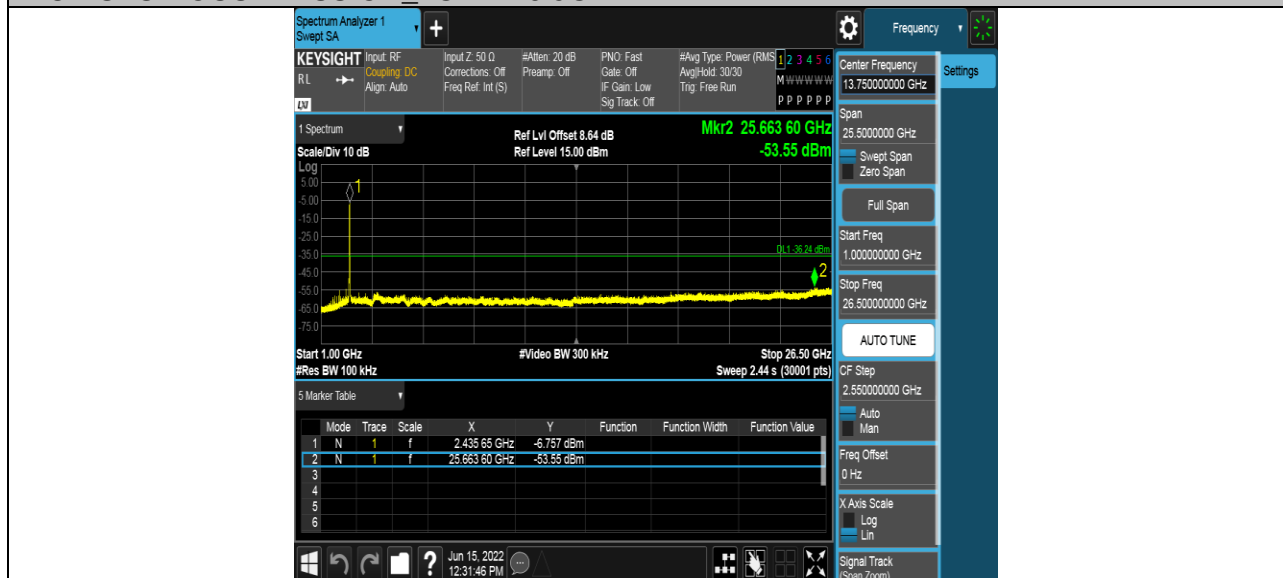 Spectrum Analyzer 1
Swept SA
+
Frequency
KEYSIGHT
RL
LXI
Input: RF
Coupling: DC
Align: Auto
Input Z: 50 Ω
Corrections: Off
Freq Ref: Int (S)
#Atten: 20 dB
Preamp: Off
PNO: Fast
Gate: Off
IF Gain: Low
Sig Track: Off
#Avg Type: Power (RMS
Avg|Hold: 30/30
Trig: Free Run
1 2 3 4 5 6
M W W W W W
P P P P P P
Center Frequency
13.750000000 GHz
Settings
1 Spectrum
Ref Lvl Offset 8.64 dB
Mkr2 25.663 60 GHz
Scale/Div 10 dB
Ref Level 15.00 dBm
-53.55 dBm
Log
5.00
-5.00
-15.0
-25.0
-35.0
-45.0
-55.0
-65.0
-75.0
1
DL1 -36.24 dBm
2
Start 1.00 GHz
#Video BW 300 kHz
Stop 26.50 GHz
#Res BW 100 kHz
Sweep 2.44 s (30001 pts)
Span
25.5000000 GHz
Swept Span
Zero Span
Full Span
Start Freq
1.000000000 GHz
Stop Freq
26.500000000 GHz
AUTO TUNE
CF Step
2.550000000 GHz
Auto
Man
Freq Offset
0 Hz
X Axis Scale
Log
Lin
Signal Track
(Span Zoom)
5 Marker Table
Mode Trace Scale X Y Function Function Width Function Value
1 N 1 f 2.435 65 GHz -6.757 dBm
2 N 1 f 25.663 60 GHz -53.55 dBm
3
4
5
6
?
Jun 15, 2022
12:31:46 PM